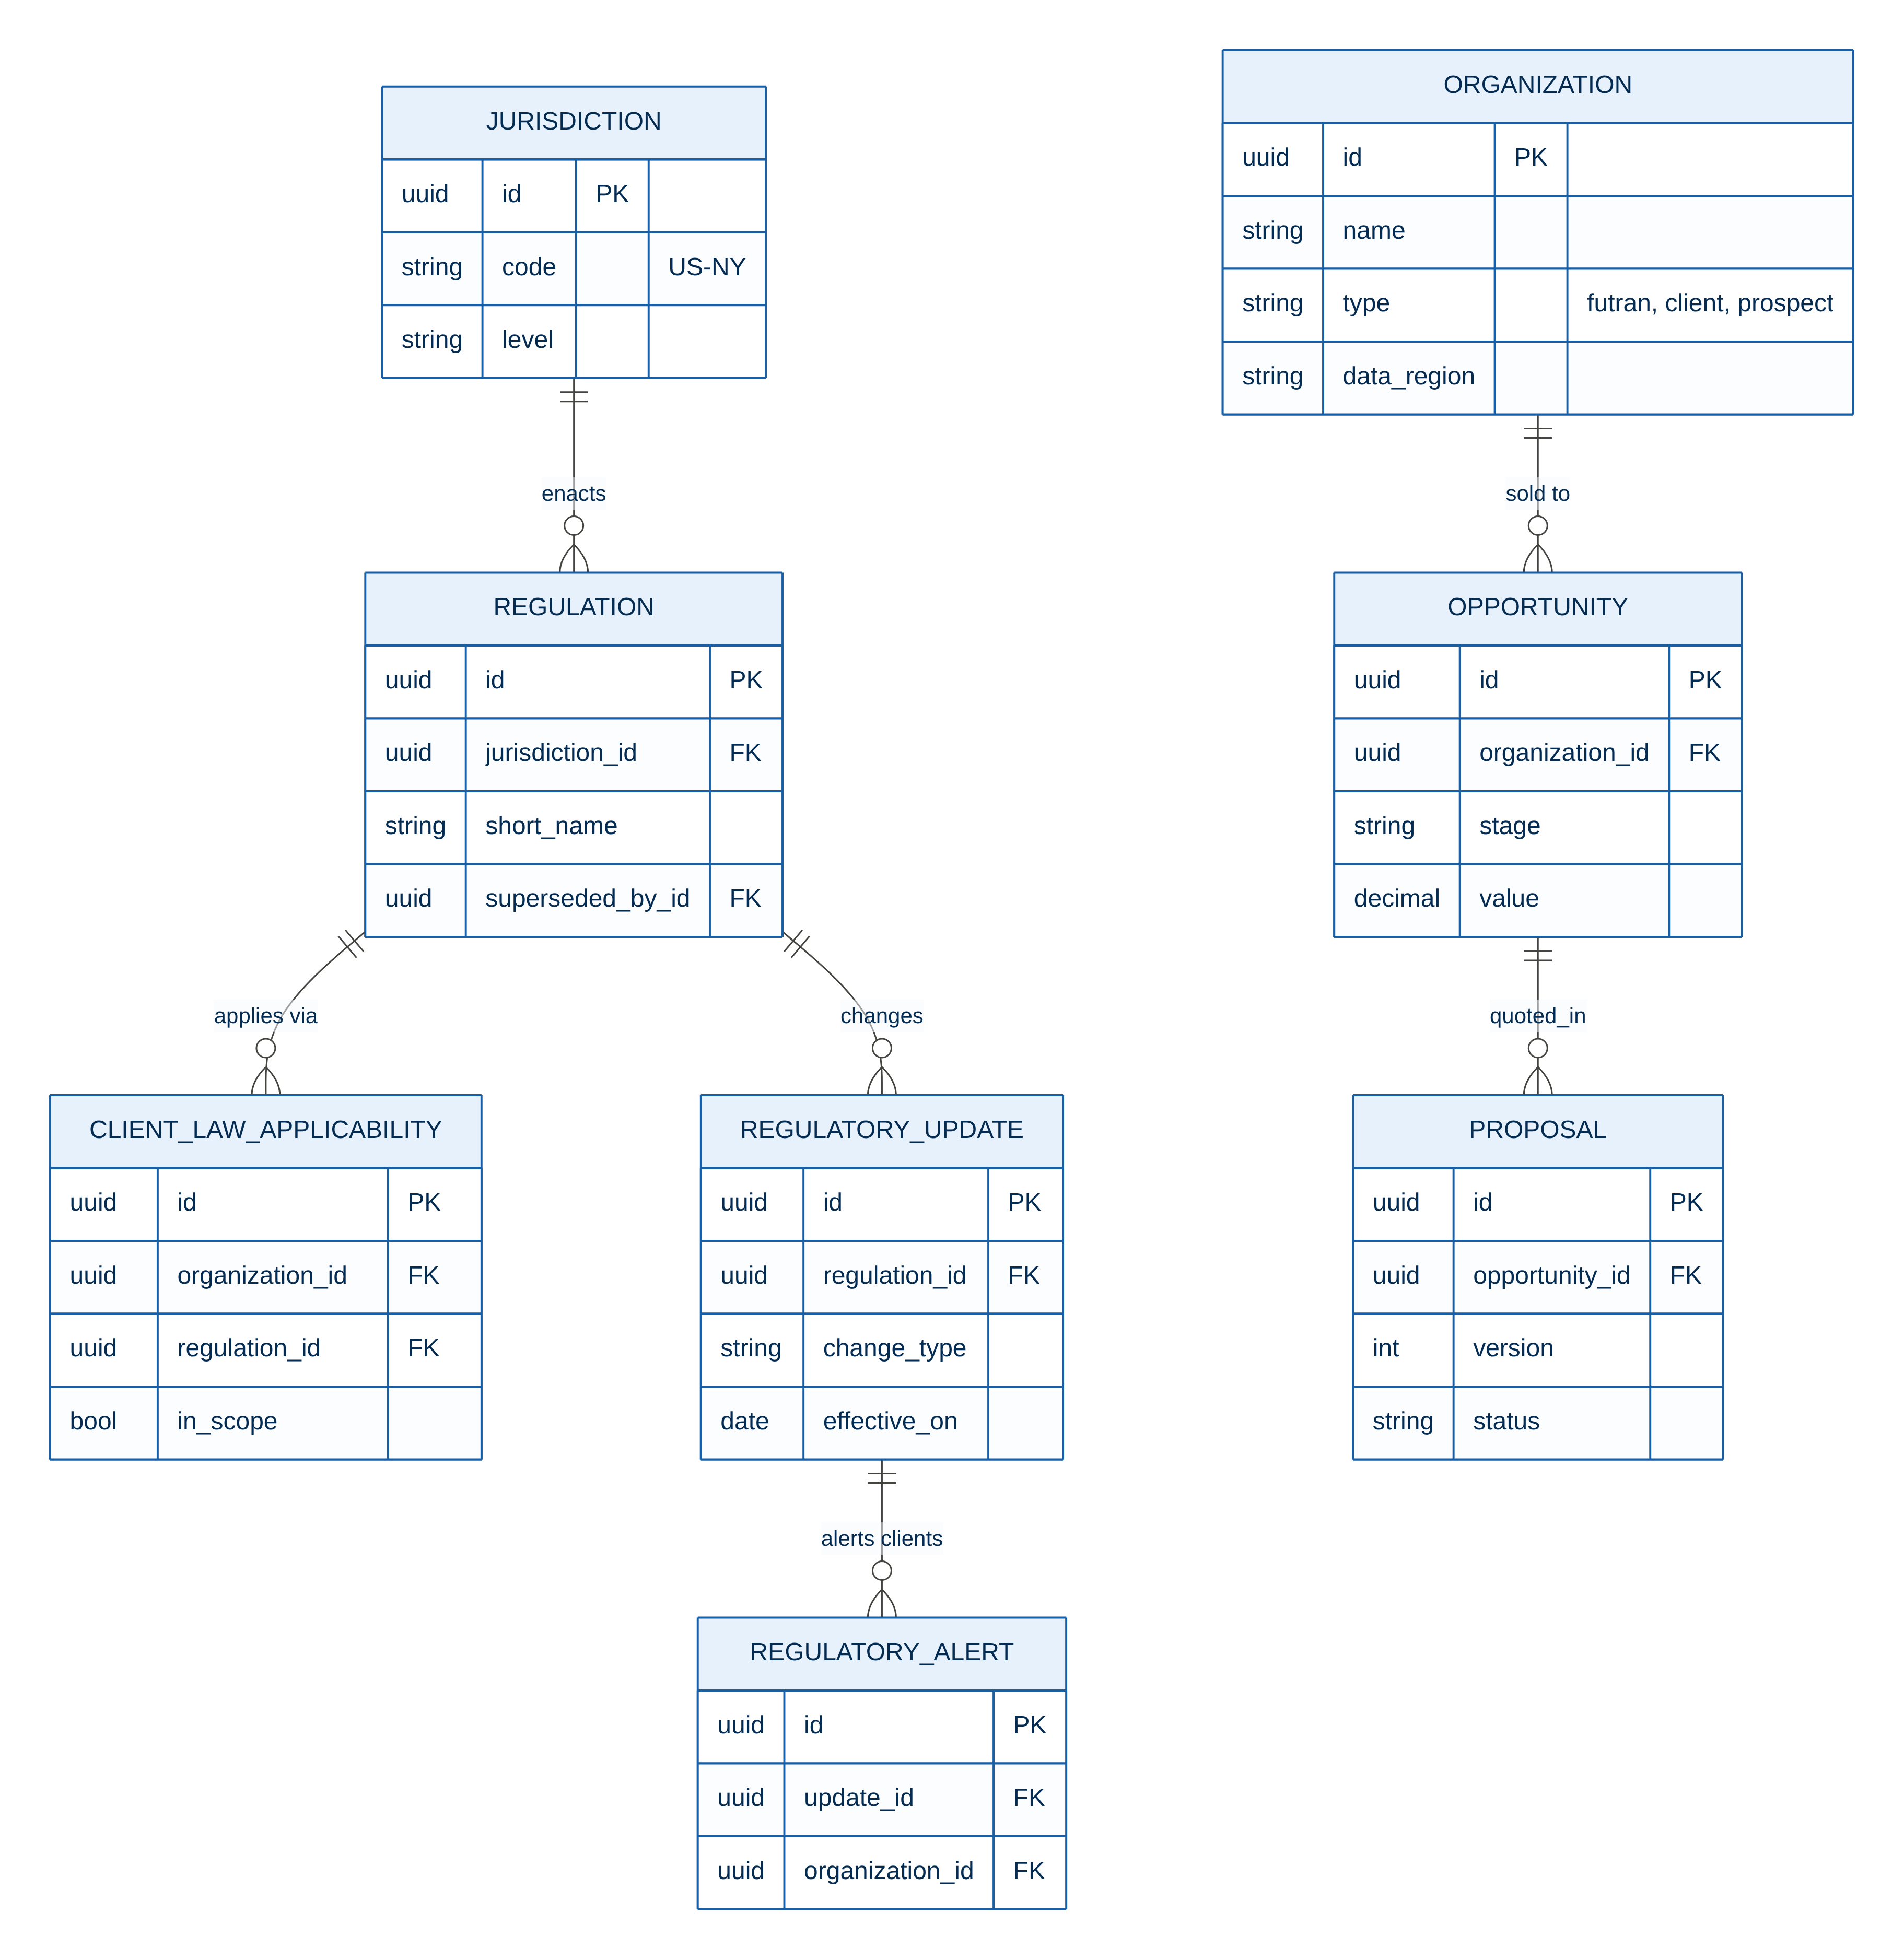 JURISDICTION
uuid id PK
string code US-NY
string level
enacts
REGULATION
uuid id PK
uuid jurisdiction_id FK
string short_name
uuid superseded_by_id FK
applies via
changes
CLIENT_LAW_APPLICABILITY
uuid id PK
uuid organization_id FK
uuid regulation_id FK
bool in_scope
REGULATORY_UPDATE
uuid id PK
uuid regulation_id FK
string change_type
date effective_on
alerts clients
REGULATORY_ALERT
uuid id PK
uuid update_id FK
uuid organization_id FK
ORGANIZATION
uuid id PK
string name
string type futran, client, prospect
string data_region
sold to
OPPORTUNITY
uuid id PK
uuid organization_id FK
string stage
decimal value
quoted_in
PROPOSAL
uuid id PK
uuid opportunity_id FK
int version
string status